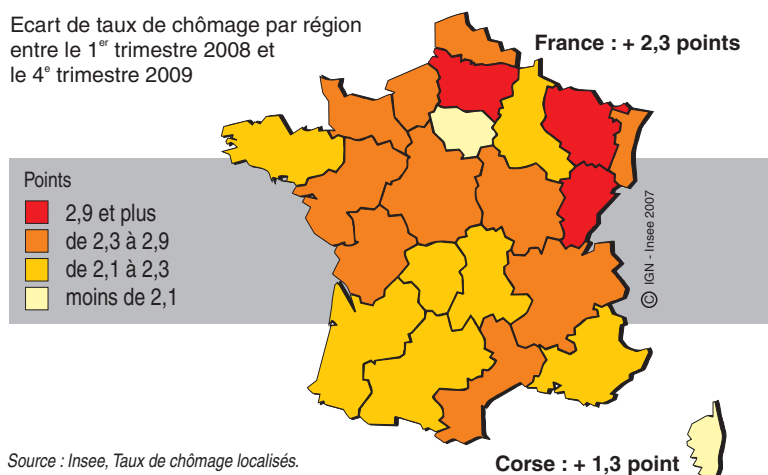 Ecart de taux de chômage par région
entre le 1er trimestre 2008 et
le 4e trimestre 2009
France : + 2,3 points
Points
2,9 et plus
de 2,3 à 2,9
de 2,1 à 2,3
moins de 2,1
© IGN - Insee 2007
Source : Insee, Taux de chômage localisés.
Corse : + 1,3 point